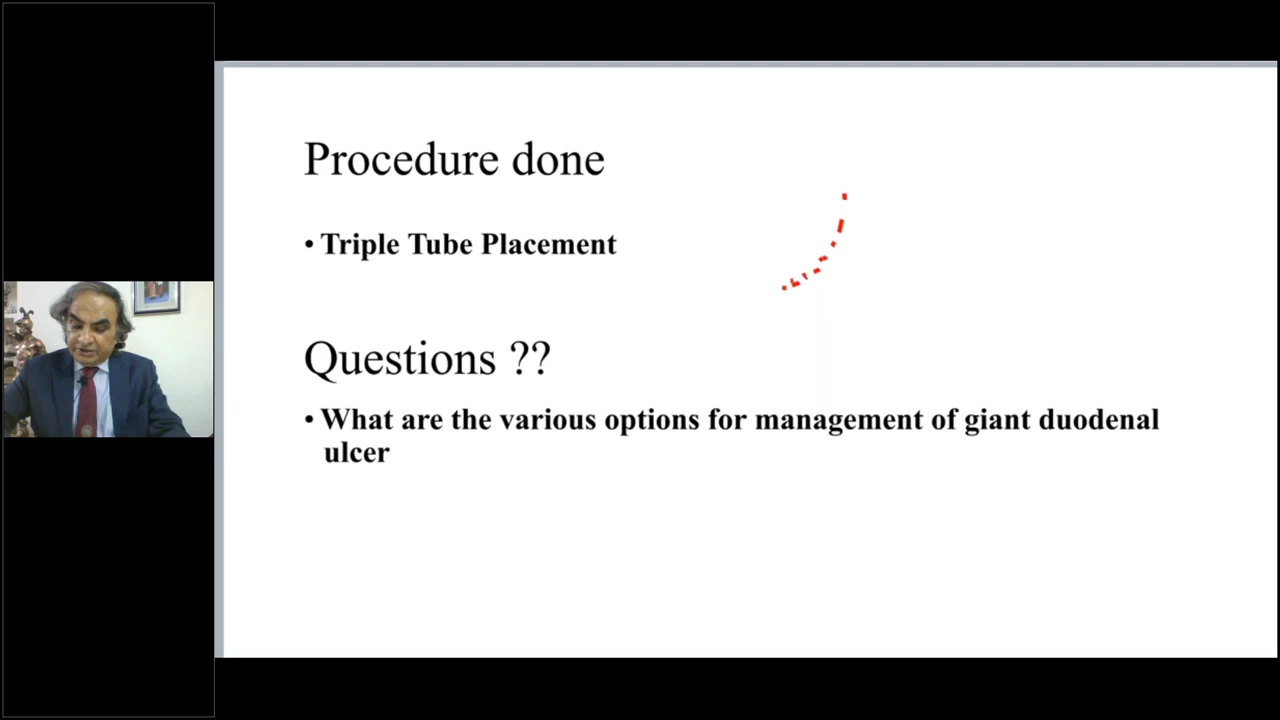 Procedure done
• Triple Tube Placement
Questions ??
• What are the various options for management of giant duodenal
ulcer